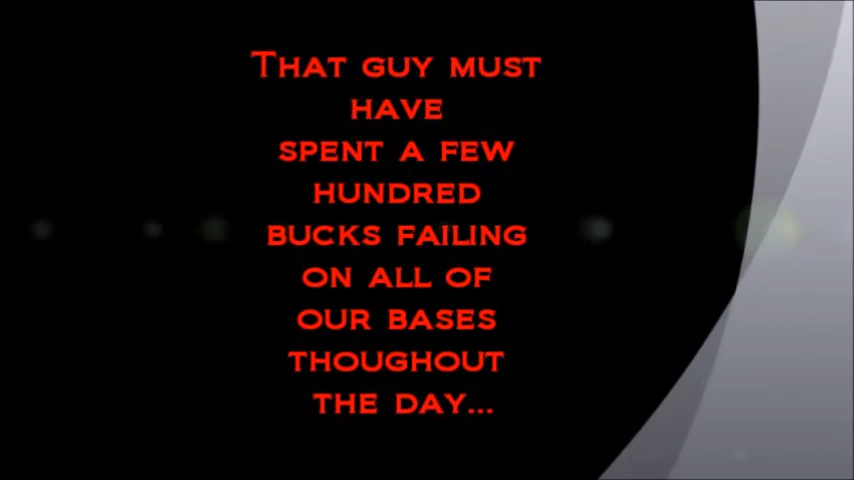 That guy must
have
spent a few
hundred
bucks failing
on all of
our bases
thoughout
the day...